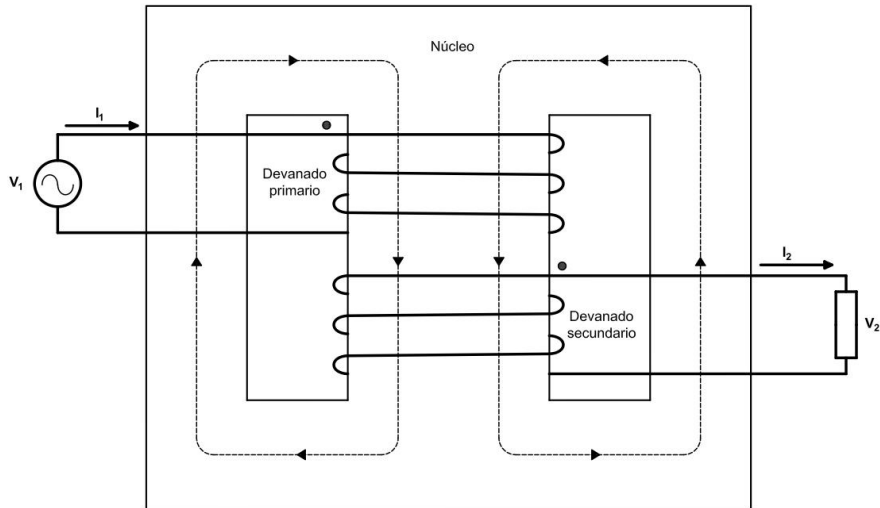 Núcleo
I₁
Devanado
primario
V₁
I₂
Devanado
secundario
V₂